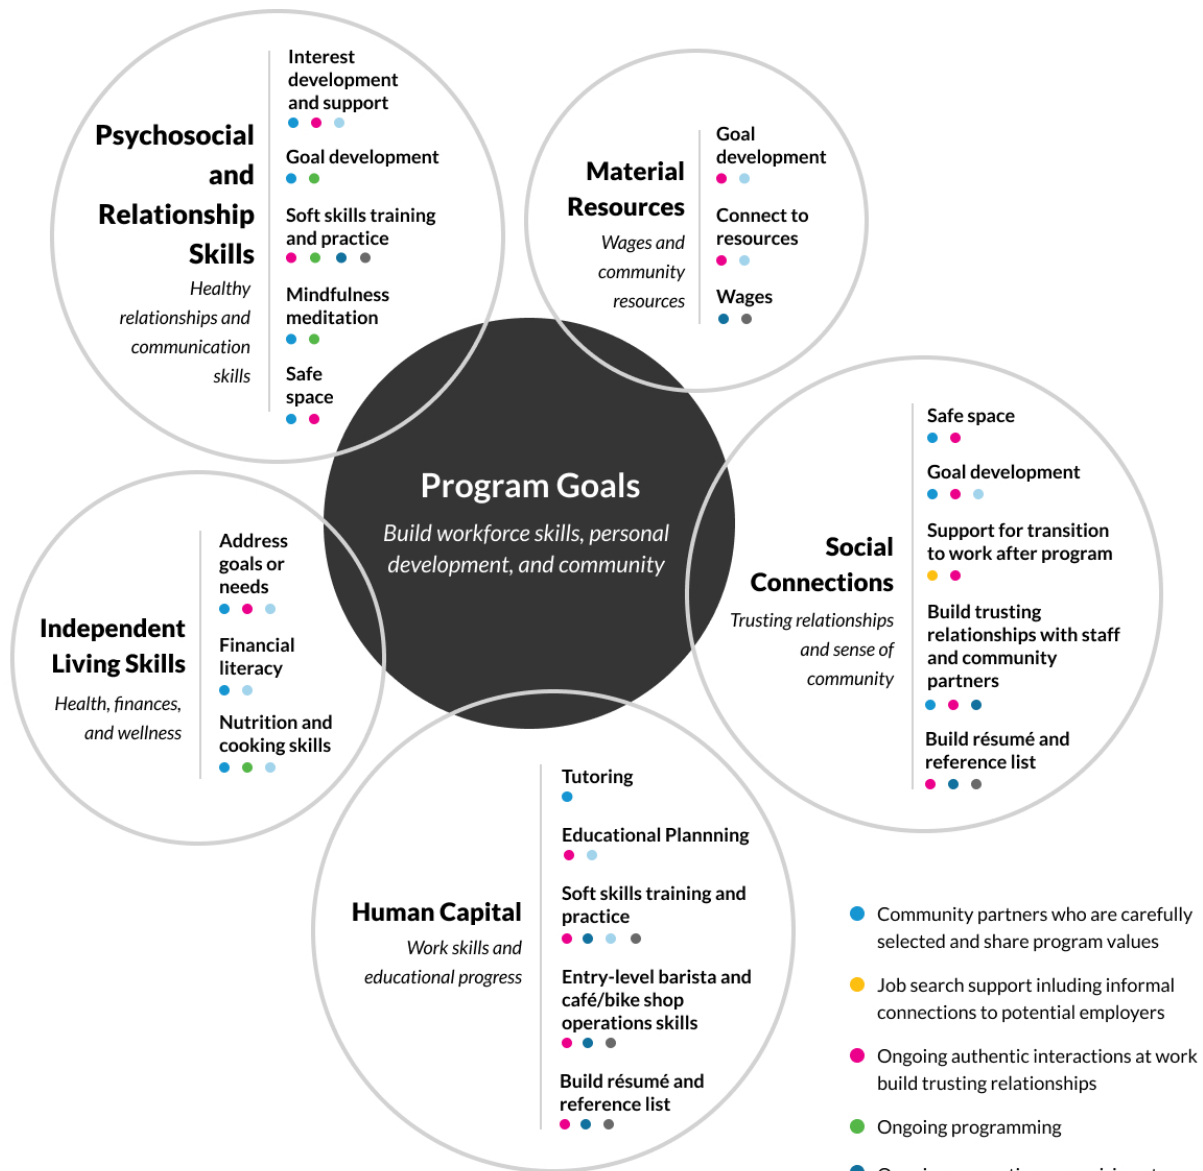 Psychosocial
and
Relationship
Skills
Healthy
relationships and
communication
skills
Interest
development
and support
Goal development
Soft skills training
and practice
Mindfulness
meditation
Safe
space
Material
Resources
Wages and
community
resources
Goal
development
Connect to
resources
Wages
Program Goals
Build workforce skills, personal
development, and community
Social
Connections
Trusting relationships
and sense of
community
Safe space
Goal development
Support for transition
to work after program
Build trusting
relationships with staff
and community
partners
Build résumé and
reference list
Independent
Living Skills
Health, finances,
and wellness
Address
goals or
needs
Financial
literacy
Nutrition and
cooking skills
Human Capital
Work skills and
educational progress
Tutoring
Educational Plannning
Soft skills training and
practice
Entry-level barista and
café/bike shop
operations skills
Build résumé and
reference list
Community partners who are carefully
selected and share program values
Job search support inluding informal
connections to potential employers
Ongoing authentic interactions at work
build trusting relationships
Ongoing programming